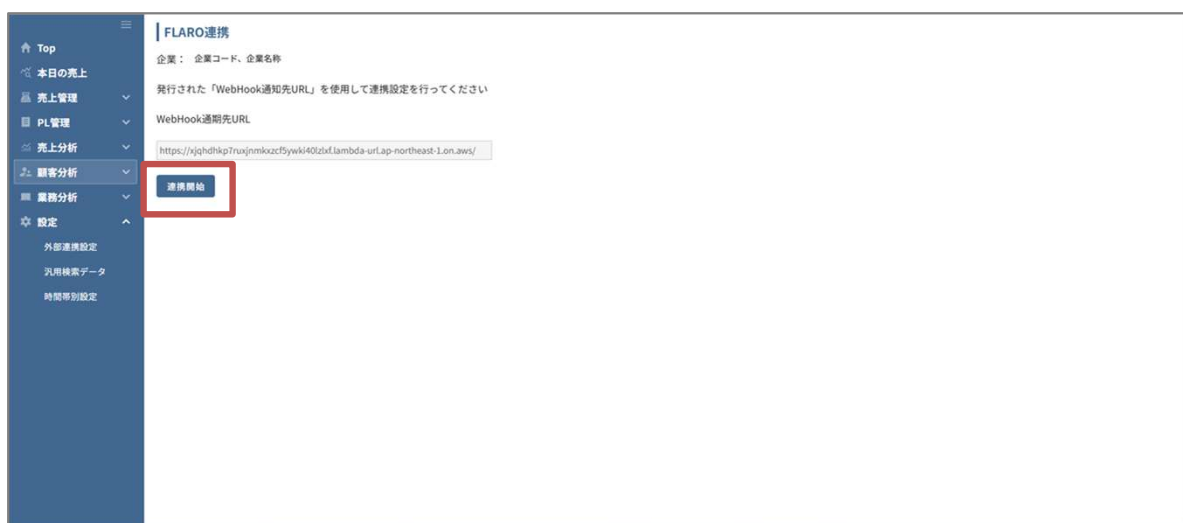 Top
本日の売上
売上管理
PL管理
売上分析
顧客分析
業務分析
設定
外部連携設定
汎用検索データ
時間帯別設定
FLARO連携
企業： 企業コード、企業名称
発行された「WebHook通知先URL」を使用して連携設定を行ってください
WebHook通期先URL
https://xjqhdhkp7ruxjnmkxzcf5ywki40lzlxf.lambda-url.ap-northeast-1.on.aws/
連携開始